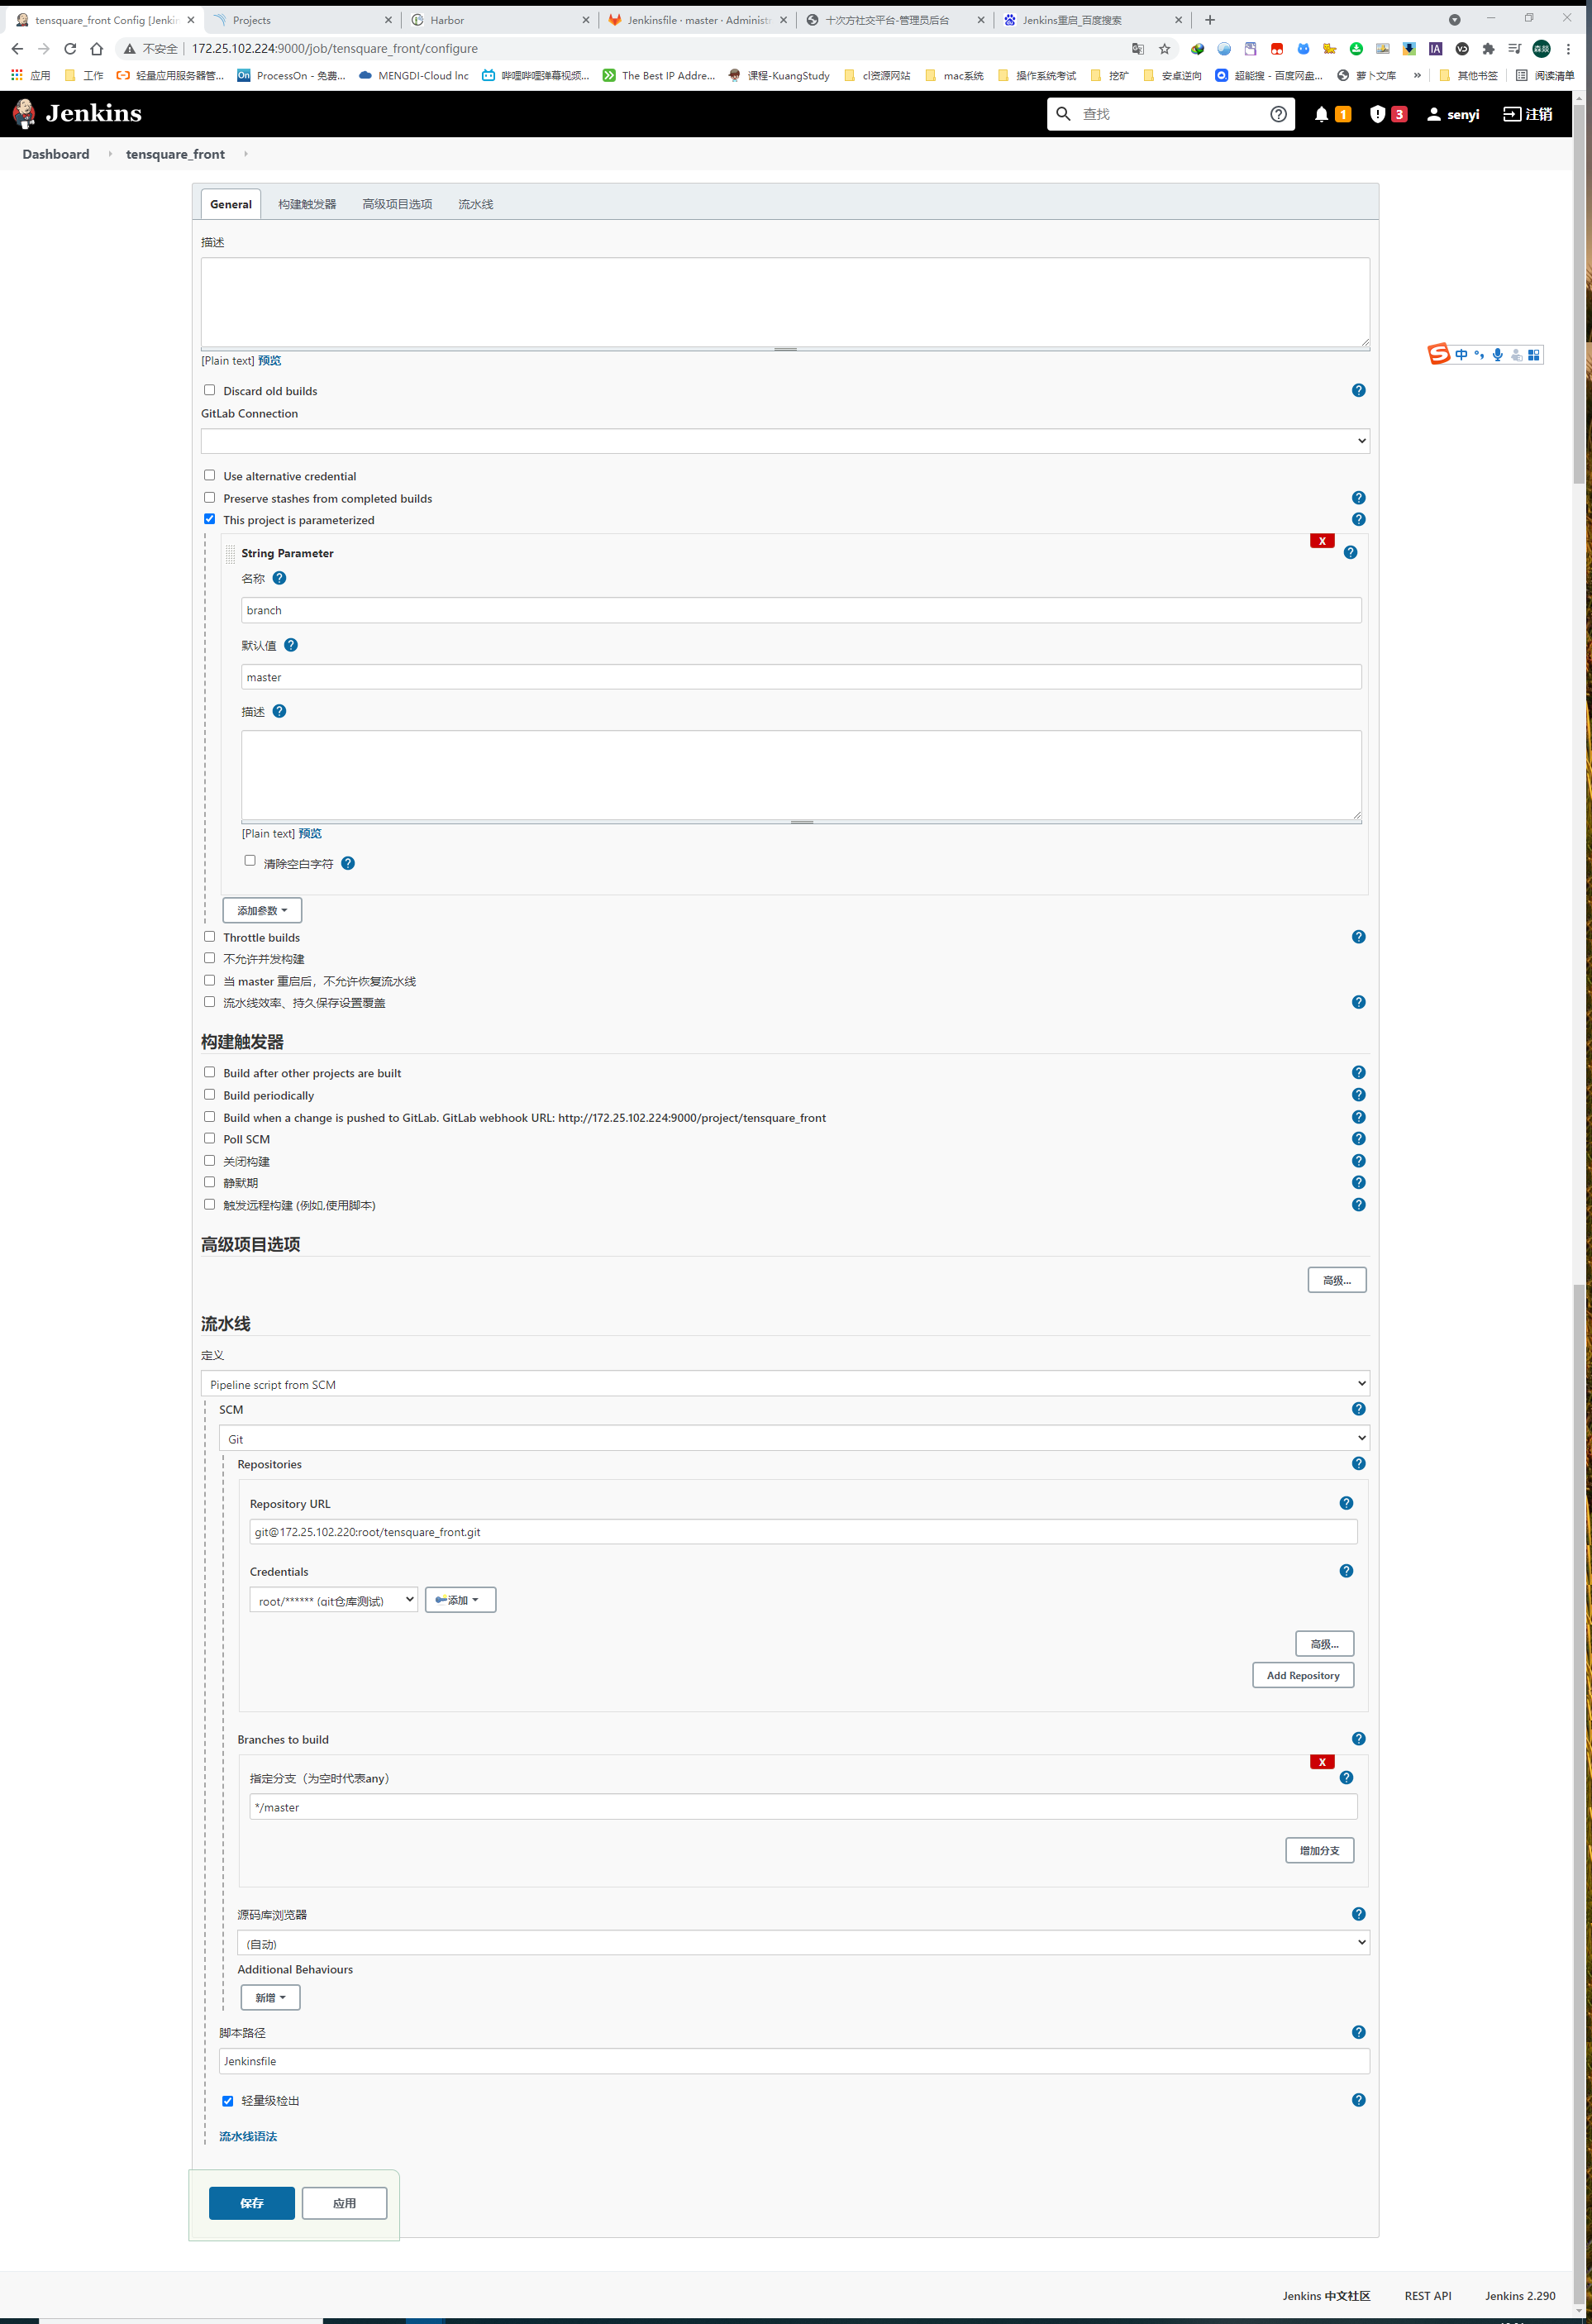 tensquare_front Config [Jenkin
Projects
Harbor
Jenkinsfile · master · Administ
十次方社交平台-管理员后台
Jenkins重启_百度搜索
不安全 | 172.25.102.224:9000/job/tensquare_front/configure
应用
工作
轻量应用服务器管...
ProcessOn - 免费...
MENGDI-Cloud Inc
哔哩哔哩弹幕视频...
The Best IP Addre...
课程-KuangStudy
cl资源网站
mac系统
操作系统考试
挖矿
安卓逆向
超能搜 - 百度网盘...
萝卜文库
»
其他书签
阅读清单
Jenkins
查找
1
3
senyi
注销
Dashboard
tensquare_front
General
构建触发器
高级项目选项
流水线
描述
[Plain text] 预览
中
Discard old builds
GitLab Connection
Use alternative credential
Preserve stashes from completed builds
This project is parameterized
X
String Parameter
名称
branch
默认值
master
描述
[Plain text] 预览
清除空白字符
添加参数
Throttle builds
不允许并发构建
当 master 重启后，不允许恢复流水线
流水线效率、持久保存设置覆盖
构建触发器
Build after other projects are built
Build periodically
Build when a change is pushed to GitLab. GitLab webhook URL: http://172.25.102.224:9000/project/tensquare_front
Poll SCM
关闭构建
静默期
触发远程构建 (例如,使用脚本)
高级项目选项
高级...
流水线
定义
Pipeline script from SCM
SCM
Git
Repositories
Repository URL
git@172.25.102.220:root/tensquare_front.git
Credentials
root/****** (git仓库测试)
添加
高级...
Add Repository
Branches to build
X
指定分支（为空时代表any）
*/master
增加分支
源码库浏览器
(自动)
Additional Behaviours
新增
脚本路径
Jenkinsfile
轻量级检出
流水线语法
保存
应用
Jenkins 中文社区
REST API
Jenkins 2.290